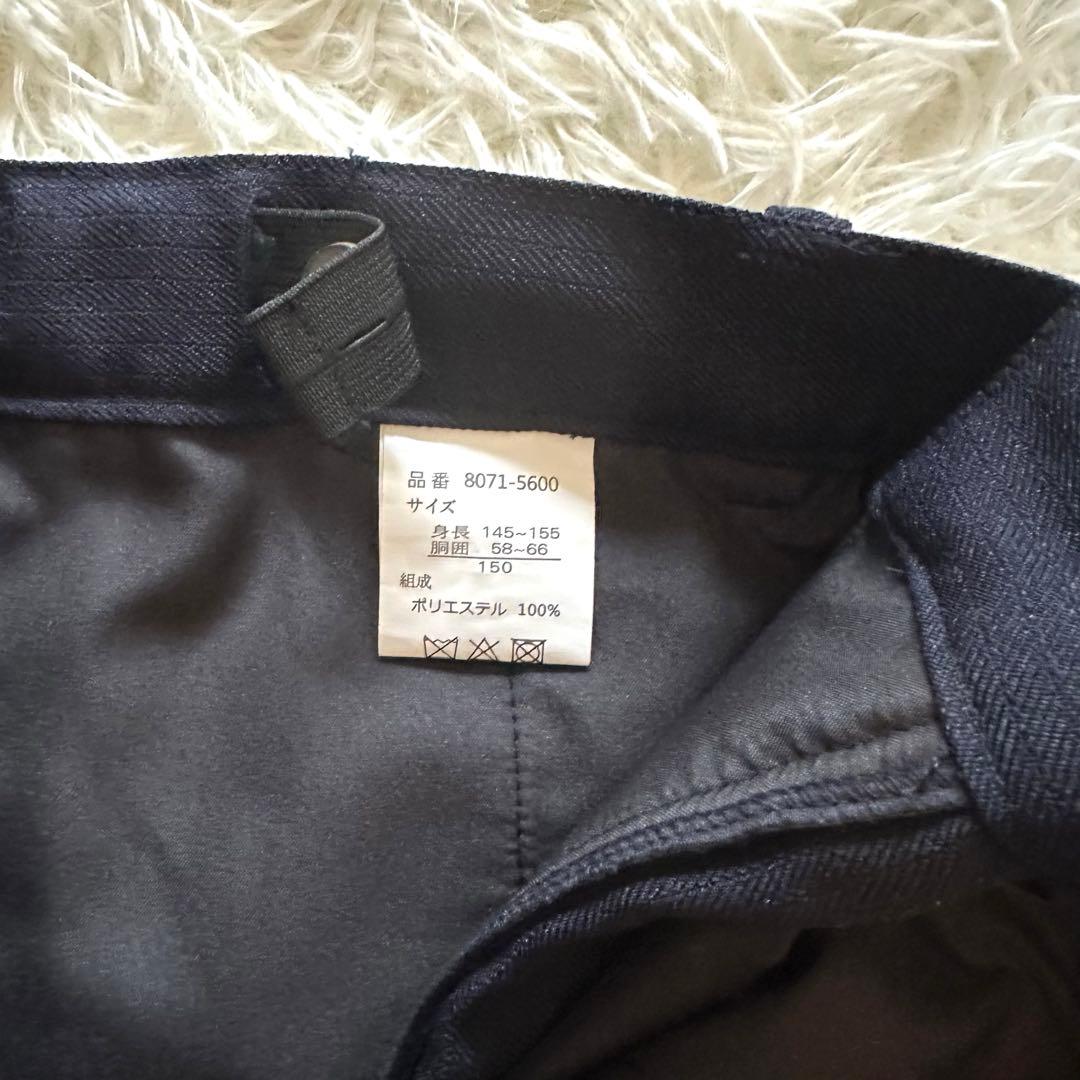 品番 8071-5600
サイズ
身長 145~155
胴囲 58~66
150
組成
ポリエステル 100%